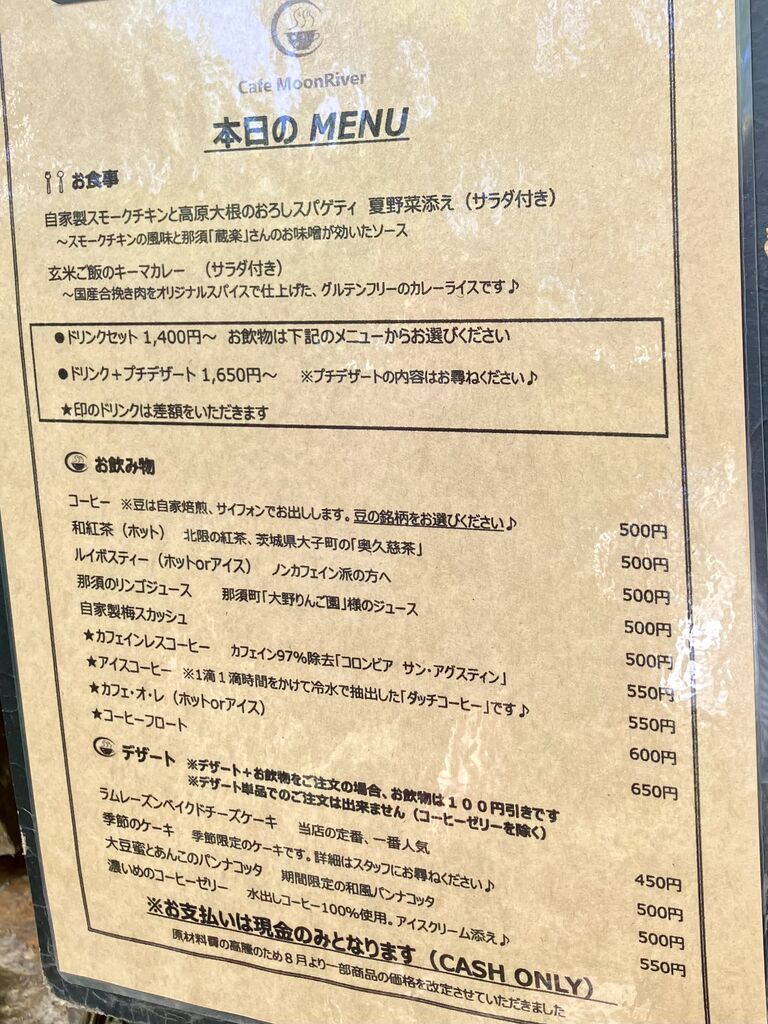 Cafe MoonRiver
本日の MENU
お食事
自家製スモークチキンと高原大根のおろしスパゲティ 夏野菜添え（サラダ付き）
～スモークチキンの風味と那須「蔵楽」さんのお味噌が効いたソース
玄米ご飯のキーマカレー （サラダ付き）
～国産合挽き肉をオリジナルスパイスで仕上げた、グルテンフリーのカレーライスです♪
●ドリンクセット 1,400円～ お飲物は下記のメニューからお選びください
●ドリンク＋プチデザート 1,650円～ ※プチデザートの内容はお尋ねください♪
★印のドリンクは差額をいただきます
お飲み物
コーヒー ※豆は自家焙煎、サイフォンでお出しします。豆の銘柄をお選びください♪ 500円
和紅茶（ホット） 北限の紅茶、茨城県大子町の「奥久慈茶」 500円
ルイボスティー（ホットorアイス） ノンカフェイン派の方へ 500円
那須のリンゴジュース 那須町「大野りんご園」様のジュース 500円
自家製梅スカッシュ 500円
★カフェインレスコーヒー カフェイン97%除去「コロンビア サン・アグスティン」 550円
★アイスコーヒー ※1滴１滴時間をかけて冷水で抽出した「ダッチコーヒー」です♪ 550円
★カフェ・オ・レ（ホットorアイス） 600円
★コーヒーフロート 650円
デザート ※デザート＋お飲物をご注文の場合、お飲物は１００円引きです
※デザート単品でのご注文は出来ません（コーヒーゼリーを除く）
ラムレーズンベイクドチーズケーキ 当店の定番、一番人気 450円
季節のケーキ 季節限定のケーキです。詳細はスタッフにお尋ねください♪ 500円
大豆蜜とあんこのパンナコッタ 期間限定の和風パンナコッタ 500円
濃いめのコーヒーゼリー 水出しコーヒー100%使用。アイスクリーム添え♪ 550円
※お支払いは現金のみとなります（CASH ONLY）
原材料費の高騰のため８月より一部商品の価格を改定させていただきました